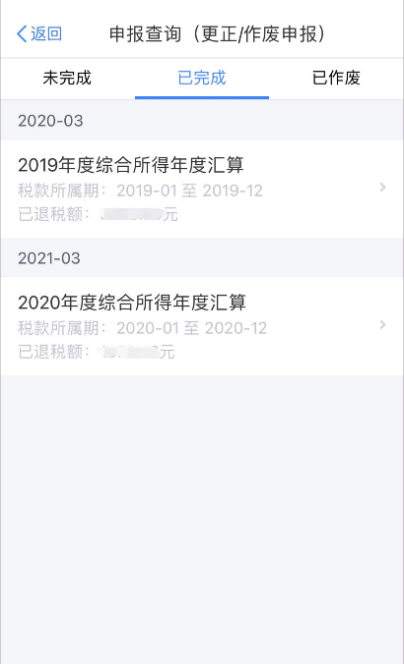 返回
申报查询（更正/作废申报）
未完成
已完成
已作废
2020-03
2019年度综合所得年度汇算
税款所属期：2019-01 至 2019-12
已退税额：元
2021-03
2020年度综合所得年度汇算
税款所属期：2020-01 至 2020-12
已退税额：元